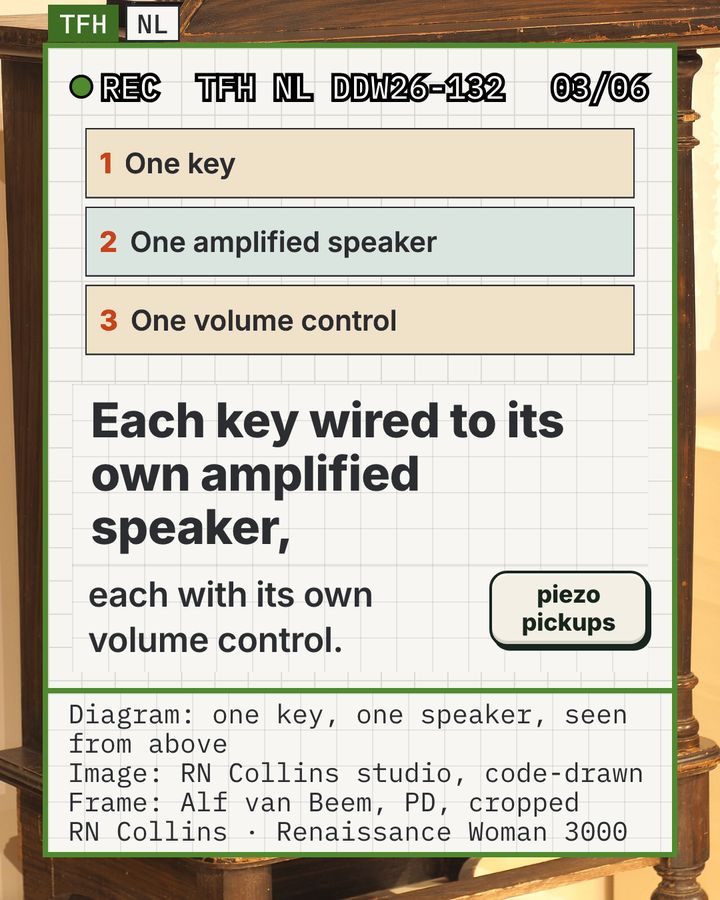 TFH NL
REC TFH NL DDW26-132 03/06
1 One key
2 One amplified speaker
3 One volume control
Each key wired to its
own amplified
speaker,
each with its own
volume control.
piezo
pickups
Diagram: one key, one speaker, seen
from above
Image: RN Collins studio, code-drawn
Frame: Alf van Beem, PD, cropped
RN Collins · Renaissance Woman 3000